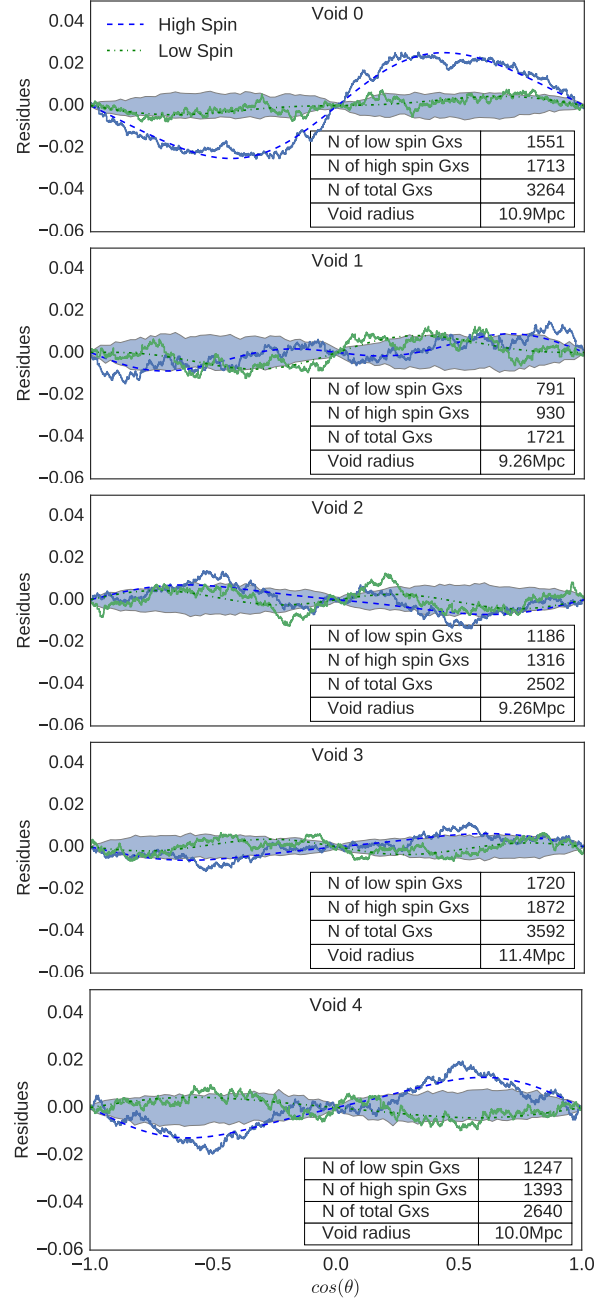 Void 0
High Spin
Low Spin
0.04
0.02
0.00
−0.02
−0.04
−0.06
Residues
N of low spin Gxs 1551
N of high spin Gxs 1713
N of total Gxs 3264
Void radius 10.9Mpc
Void 1
0.04
0.02
0.00
−0.02
−0.04
−0.06
Residues
N of low spin Gxs 791
N of high spin Gxs 930
N of total Gxs 1721
Void radius 9.26Mpc
Void 2
0.04
0.02
0.00
−0.02
−0.04
−0.06
Residues
N of low spin Gxs 1186
N of high spin Gxs 1316
N of total Gxs 2502
Void radius 9.26Mpc
Void 3
0.04
0.02
0.00
−0.02
−0.04
−0.06
Residues
N of low spin Gxs 1720
N of high spin Gxs 1872
N of total Gxs 3592
Void radius 11.4Mpc
Void 4
0.04
0.02
0.00
−0.02
−0.04
−0.06
Residues
N of low spin Gxs 1247
N of high spin Gxs 1393
N of total Gxs 2640
Void radius 10.0Mpc
−1.0 −0.5 0.0 0.5 1.0
cos(θ)